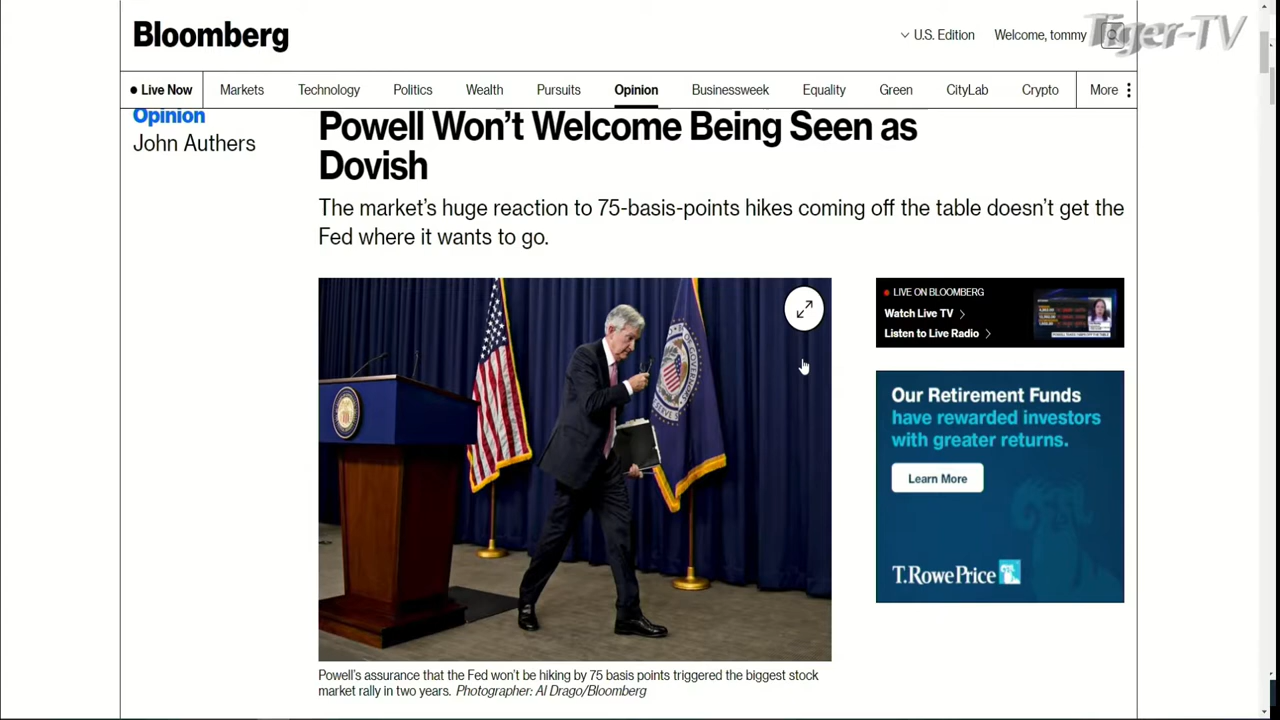 Bloomberg
U.S. Edition
Welcome, tommy
Tiger-TV
Live Now
Markets
Technology
Politics
Wealth
Pursuits
Opinion
Businessweek
Equality
Green
CityLab
Crypto
More
Opinion
John Authers
Powell Won't Welcome Being Seen as
Dovish
The market's huge reaction to 75-basis-points hikes coming off the table doesn't get the
Fed where it wants to go.
LIVE ON BLOOMBERG
Watch Live TV
Listen to Live Radio
Our Retirement Funds
have rewarded investors
with greater returns.
Learn More
T.RowePrice
Powell's assurance that the Fed won't be hiking by 75 basis points triggered the biggest stock
market rally in two years. Photographer: Al Drago/Bloomberg